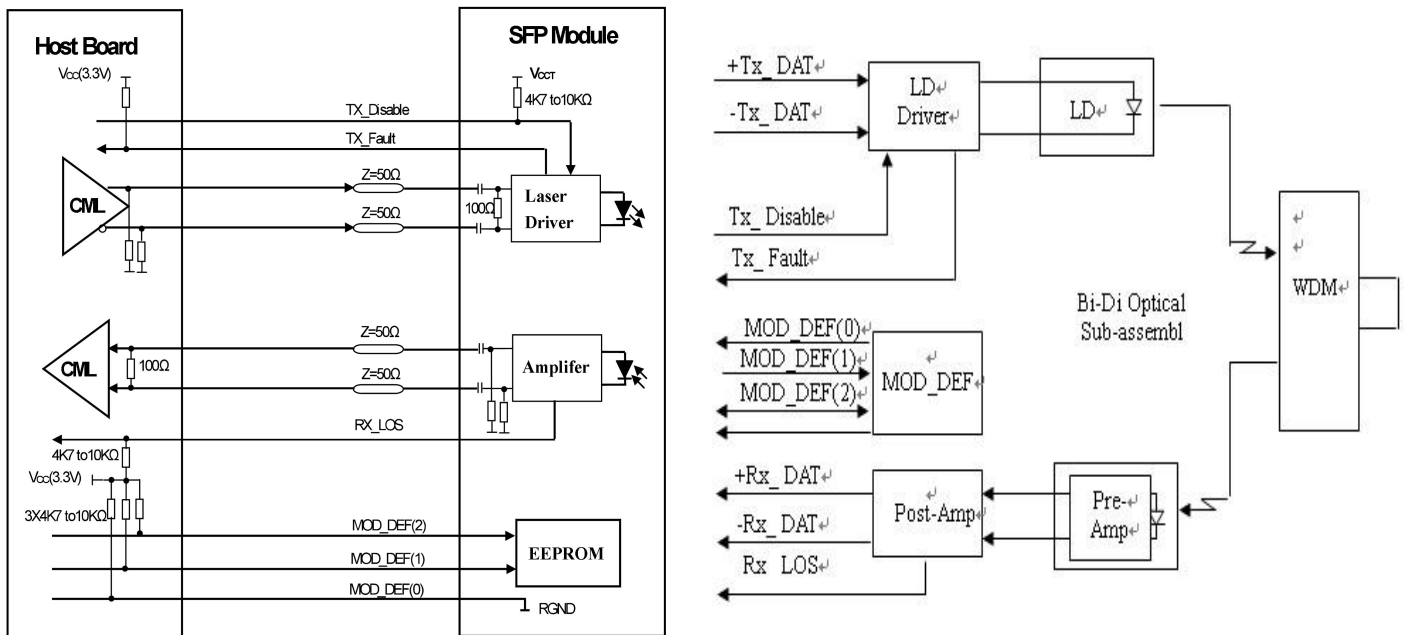 Host Board
SFP Module
Vcc(3.3V)
VCCT
4K7 to10KΩ
TX_Disable
TX_Fault
Z=50Ω
CML
100Ω
Laser
Driver
Z=50Ω
Z=50Ω
CML
100Ω
Amplifer
Z=50Ω
RX_LOS
4K7 to10KΩ
Vcc(3.3V)
3X4K7 to10KΩ
MOD_DEF(2)
MOD_DEF(1)
EEPROM
MOD_DEF(0)
RGND
+Tx_DAT
-Tx_DAT
LD
Driver
LD
Tx_Disable
Tx_Fault
WDM
Bi-Di Optical
Sub-assembl
MOD_DEF(0)
MOD_DEF(1)
MOD_DEF(2)
MOD_DEF
+Rx_DAT
-Rx_DAT
Rx LOS
Post-Amp
Pre-
Amp